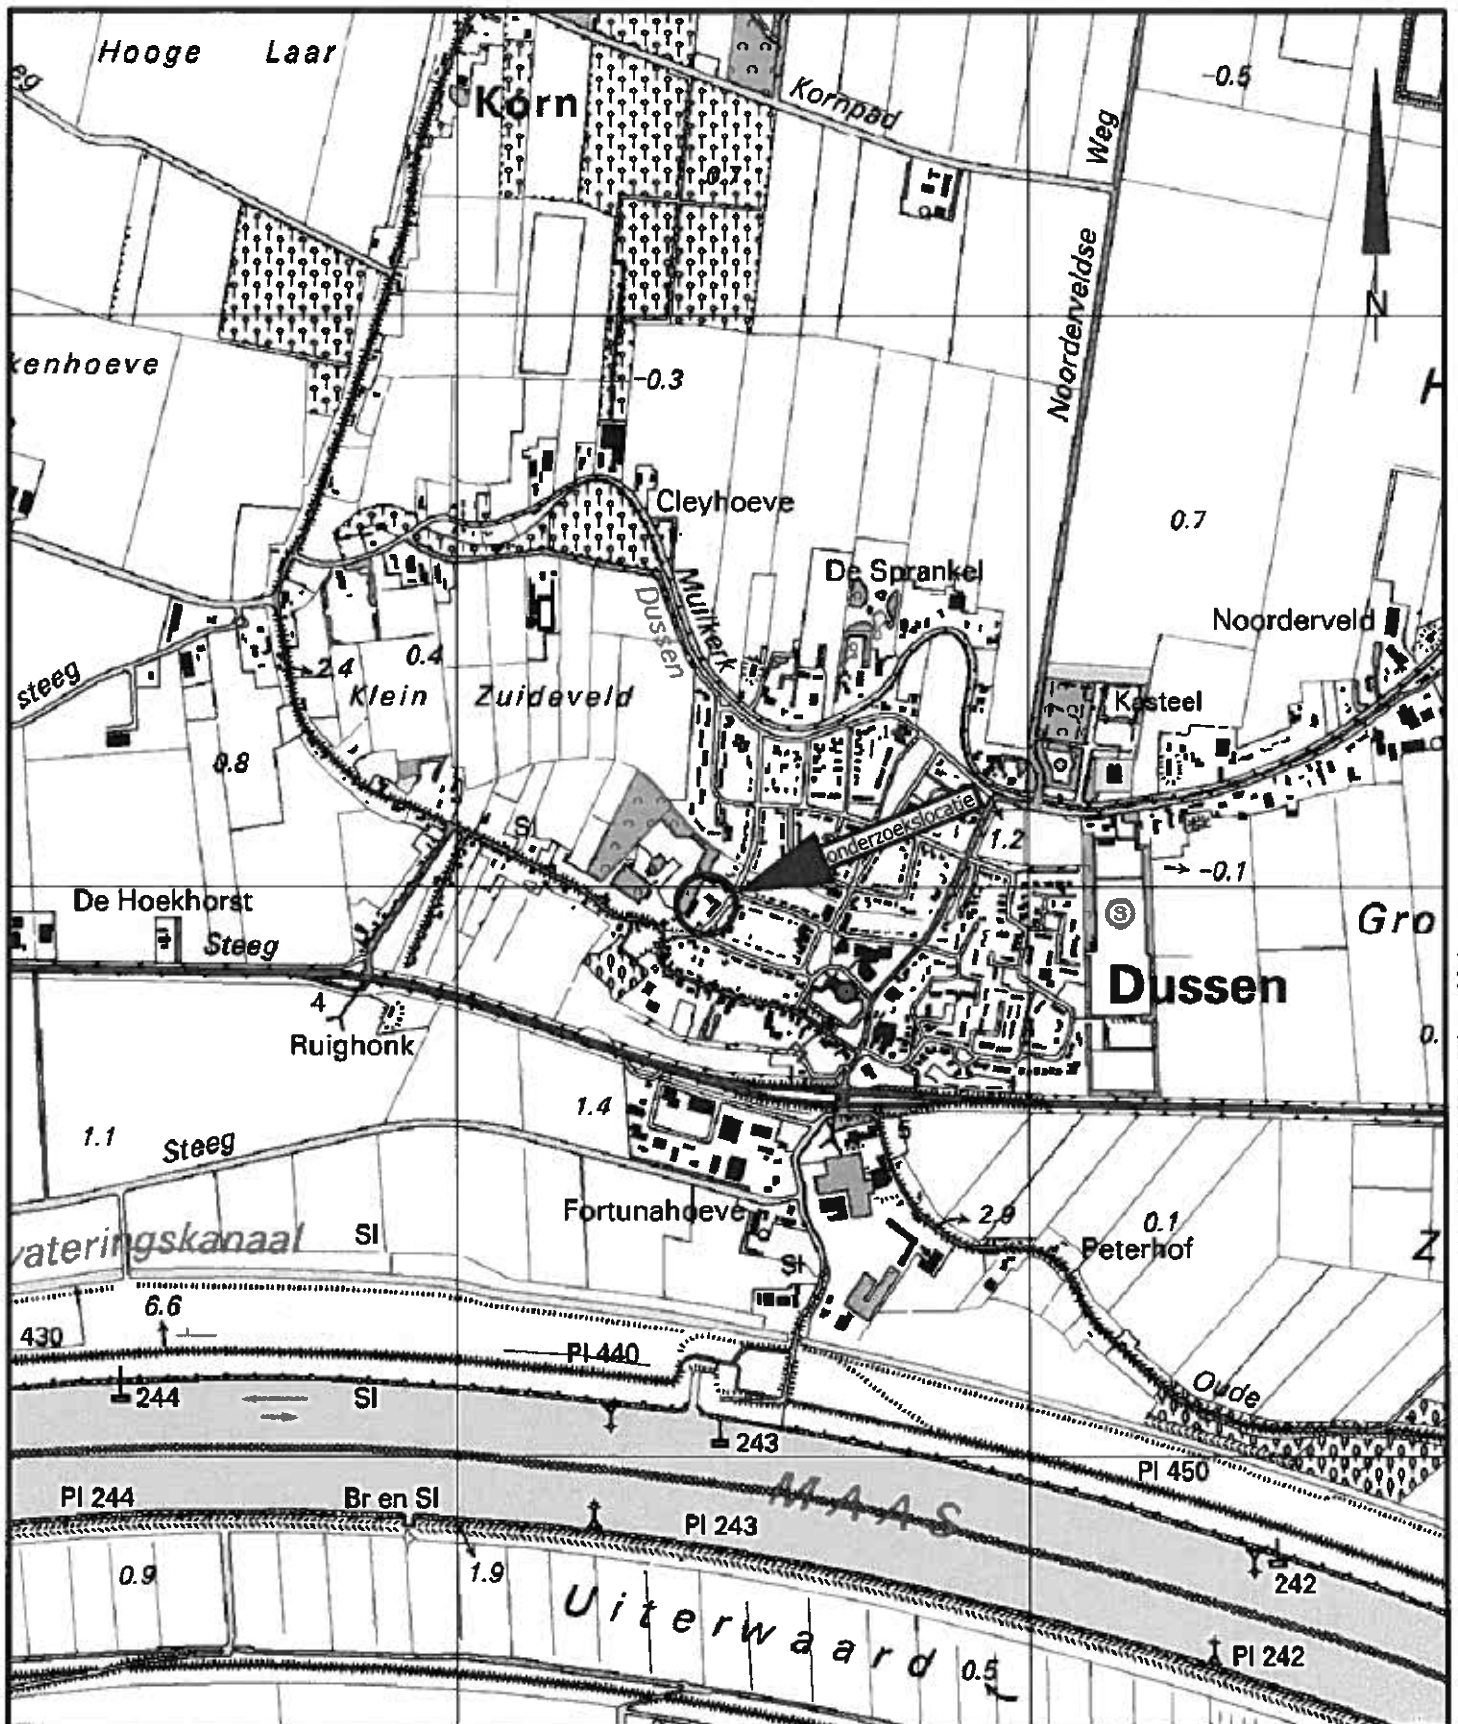 Hooge Laar
Korn
Kornpad
-0.5
eg
0.7
Weg
Noorderveldse
N
kenhoeve
-0.3
H
Cleyhoeve
0.7
De Sprankel
Muilkerk
Dussen
Noorderveld
2.4
0.4
steeg
Klein Zuideveld
Kasteel
0.8
onderzoekslocatie
S
1.2
-0.1
De Hoekhorst
Steeg
S
Gro
Dussen
4
Ruighonk
0.
1.4
1.1
Steeg
S
Fortunahoeve
2.9
0.1
Peterhof
Z
vateringskanaal
Sl
Sl
6.6
430
Pl 440
244
Sl
243
Oude
Pl 450
MAAS
Pl 244
Br en Sl
Pl 243
0.9
1.9
242
Uiterwaard
0.5
Pl 242